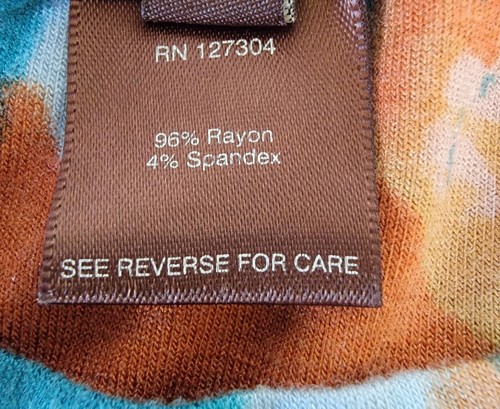 RN 127304
96% Rayon
4% Spandex
SEE REVERSE FOR CARE